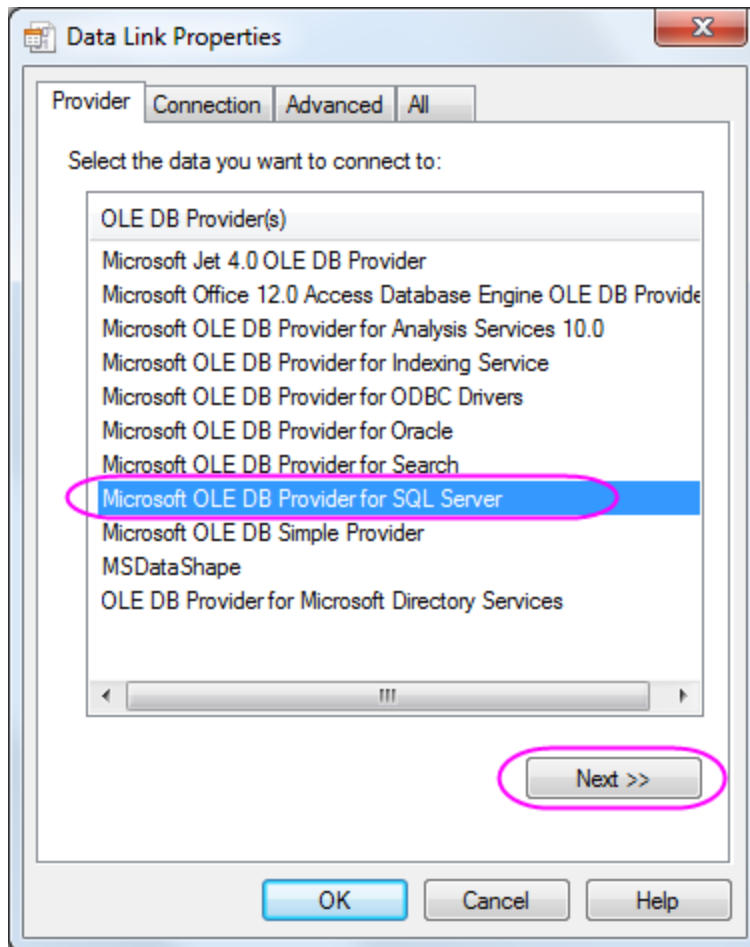 Data Link Properties
Provider Connection Advanced All
Select the data you want to connect to:
OLE DB Provider(s)
Microsoft Jet 4.0 OLE DB Provider
Microsoft Office 12.0 Access Database Engine OLE DB Provide
Microsoft OLE DB Provider for Analysis Services 10.0
Microsoft OLE DB Provider for Indexing Service
Microsoft OLE DB Provider for ODBC Drivers
Microsoft OLE DB Provider for Oracle
Microsoft OLE DB Provider for Search
Microsoft OLE DB Provider for SQL Server
Microsoft OLE DB Simple Provider
MSDataShape
OLE DB Provider for Microsoft Directory Services
Next >>
OK Cancel Help